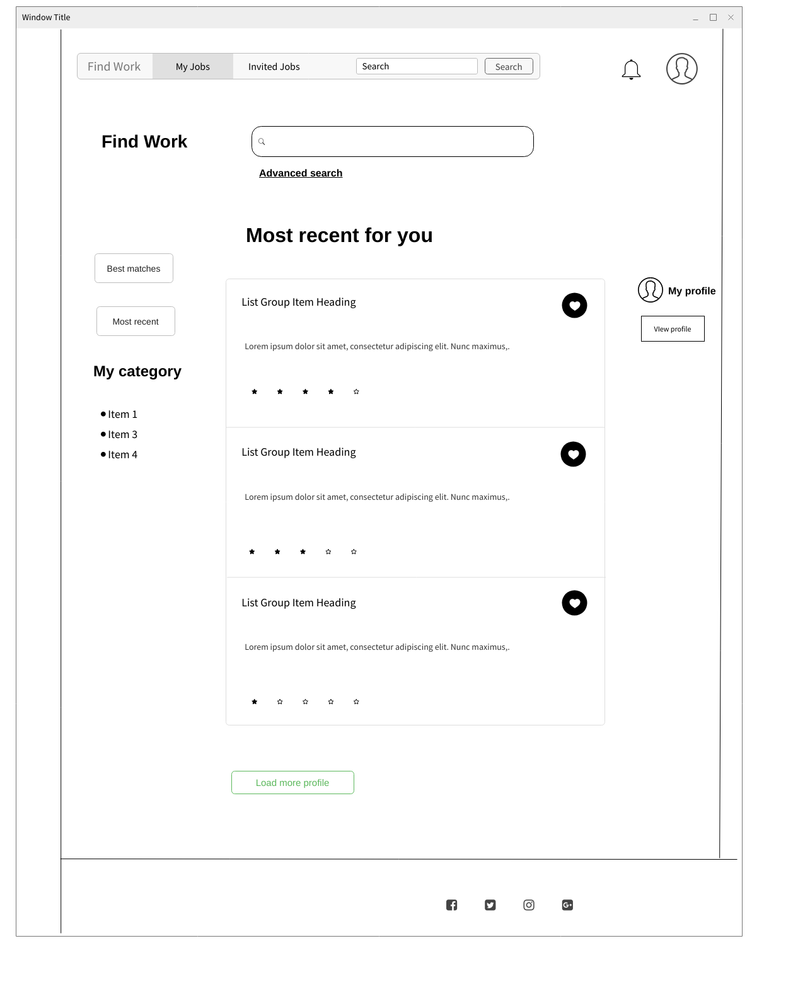 Window Title
Find Work
My Jobs
Invited Jobs
Search
Search
Find Work
Advanced search
Most recent for you
Best matches
Most recent
My category
Item 1
Item 3
Item 4
List Group Item Heading
Lorem ipsum dolor sit amet, consectetur adipiscing elit. Nunc maximus,.
List Group Item Heading
Lorem ipsum dolor sit amet, consectetur adipiscing elit. Nunc maximus,.
List Group Item Heading
Lorem ipsum dolor sit amet, consectetur adipiscing elit. Nunc maximus,.
My profile
VIew profile
Load more profile